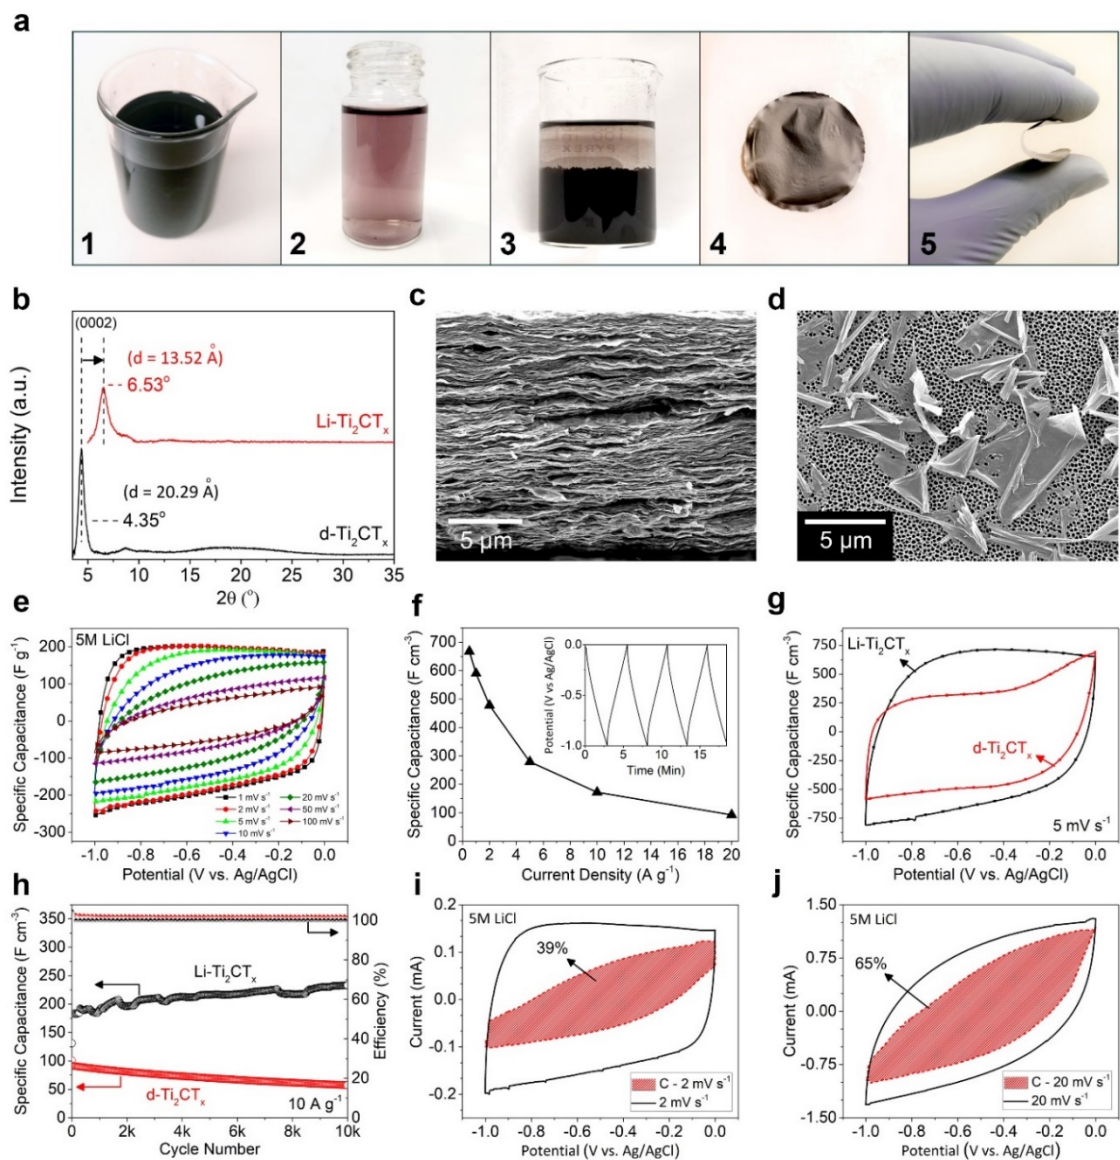 a
1
2
3
PYREX
4
5
b
(0002)
(d = 13.52 Å)
6.53°
Li-Ti₂CTₓ
(d = 20.29 Å)
4.35°
d-Ti₂CTₓ
Intensity (a.u.)
5 10 15 20 25 30 35
2θ (°)
c
5 µm
d
5 µm
e
5M LiCl
Specific Capacitance (F g⁻¹)
300
200
100
0
-100
-200
-300
1 mV s⁻¹
2 mV s⁻¹
5 mV s⁻¹
10 mV s⁻¹
20 mV s⁻¹
50 mV s⁻¹
100 mV s⁻¹
-1.0 -0.8 -0.6 -0.4 -0.2 0.0
Potential (V vs. Ag/AgCl)
f
Specific Capacitance (F cm⁻³)
700
600
500
400
300
200
100
0
0 5 10 15 20
Current Density (A g⁻¹)
Potential (V vs Ag/AgCl)
0.0
-0.5
-1.0
0 5 10 15
Time (Min)
g
Specific Capacitance (F cm⁻³)
750
500
250
0
-250
-500
-750
Li-Ti₂CTₓ
d-Ti₂CTₓ
5 mV s⁻¹
-1.0 -0.8 -0.6 -0.4 -0.2 0.0
Potential (V vs. Ag/AgCl)
h
Specific Capacitance (F cm⁻³)
350
300
250
200
150
100
50
0
Li-Ti₂CTₓ
d-Ti₂CTₓ
10 A g⁻¹
100
80
60
40
20
0
Efficiency (%)
0 2k 4k 6k 8k 10k
Cycle Number
i
5M LiCl
39%
Current (mA)
0.2
0.1
0.0
-0.1
-0.2
C - 2 mV s⁻¹
2 mV s⁻¹
-1.0 -0.8 -0.6 -0.4 -0.2 0.0
Potential (V vs. Ag/AgCl)
j
5M LiCl
65%
Current (mA)
1.50
0.75
0.00
-0.75
-1.50
C - 20 mV s⁻¹
20 mV s⁻¹
-1.0 -0.8 -0.6 -0.4 -0.2 0.0
Potential (V vs. Ag/AgCl)